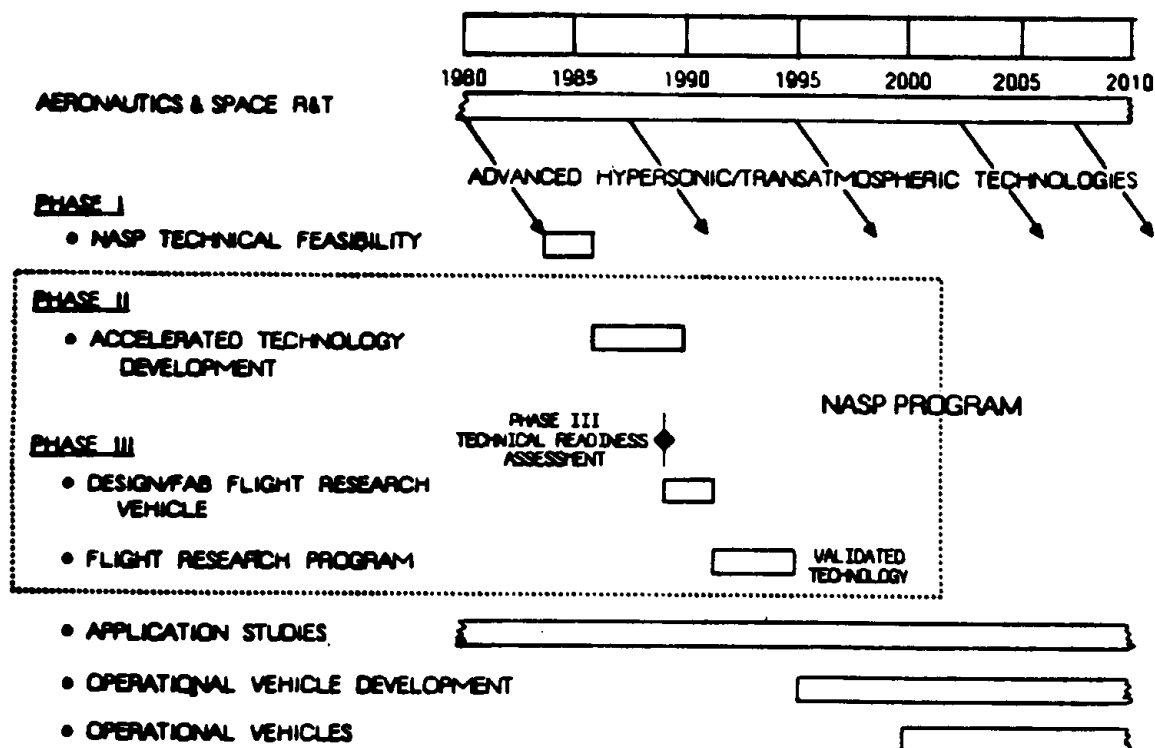 1980 1985 1990 1995 2000 2005 2010
AERONAUTICS & SPACE R&T
ADVANCED HYPERSONIC/TRANSATMOSPHERIC TECHNOLOGIES
PHASE I
• NASP TECHNICAL FEASIBILITY
PHASE II
• ACCELERATED TECHNOLOGY
DEVELOPMENT
NASP PROGRAM
PHASE III
TECHNICAL READINESS
ASSESSMENT
PHASE III
• DESIGN/FAB FLIGHT RESEARCH
VEHICLE
• FLIGHT RESEARCH PROGRAM
VALIDATED
TECHNOLOGY
• APPLICATION STUDIES
• OPERATIONAL VEHICLE DEVELOPMENT
• OPERATIONAL VEHICLES